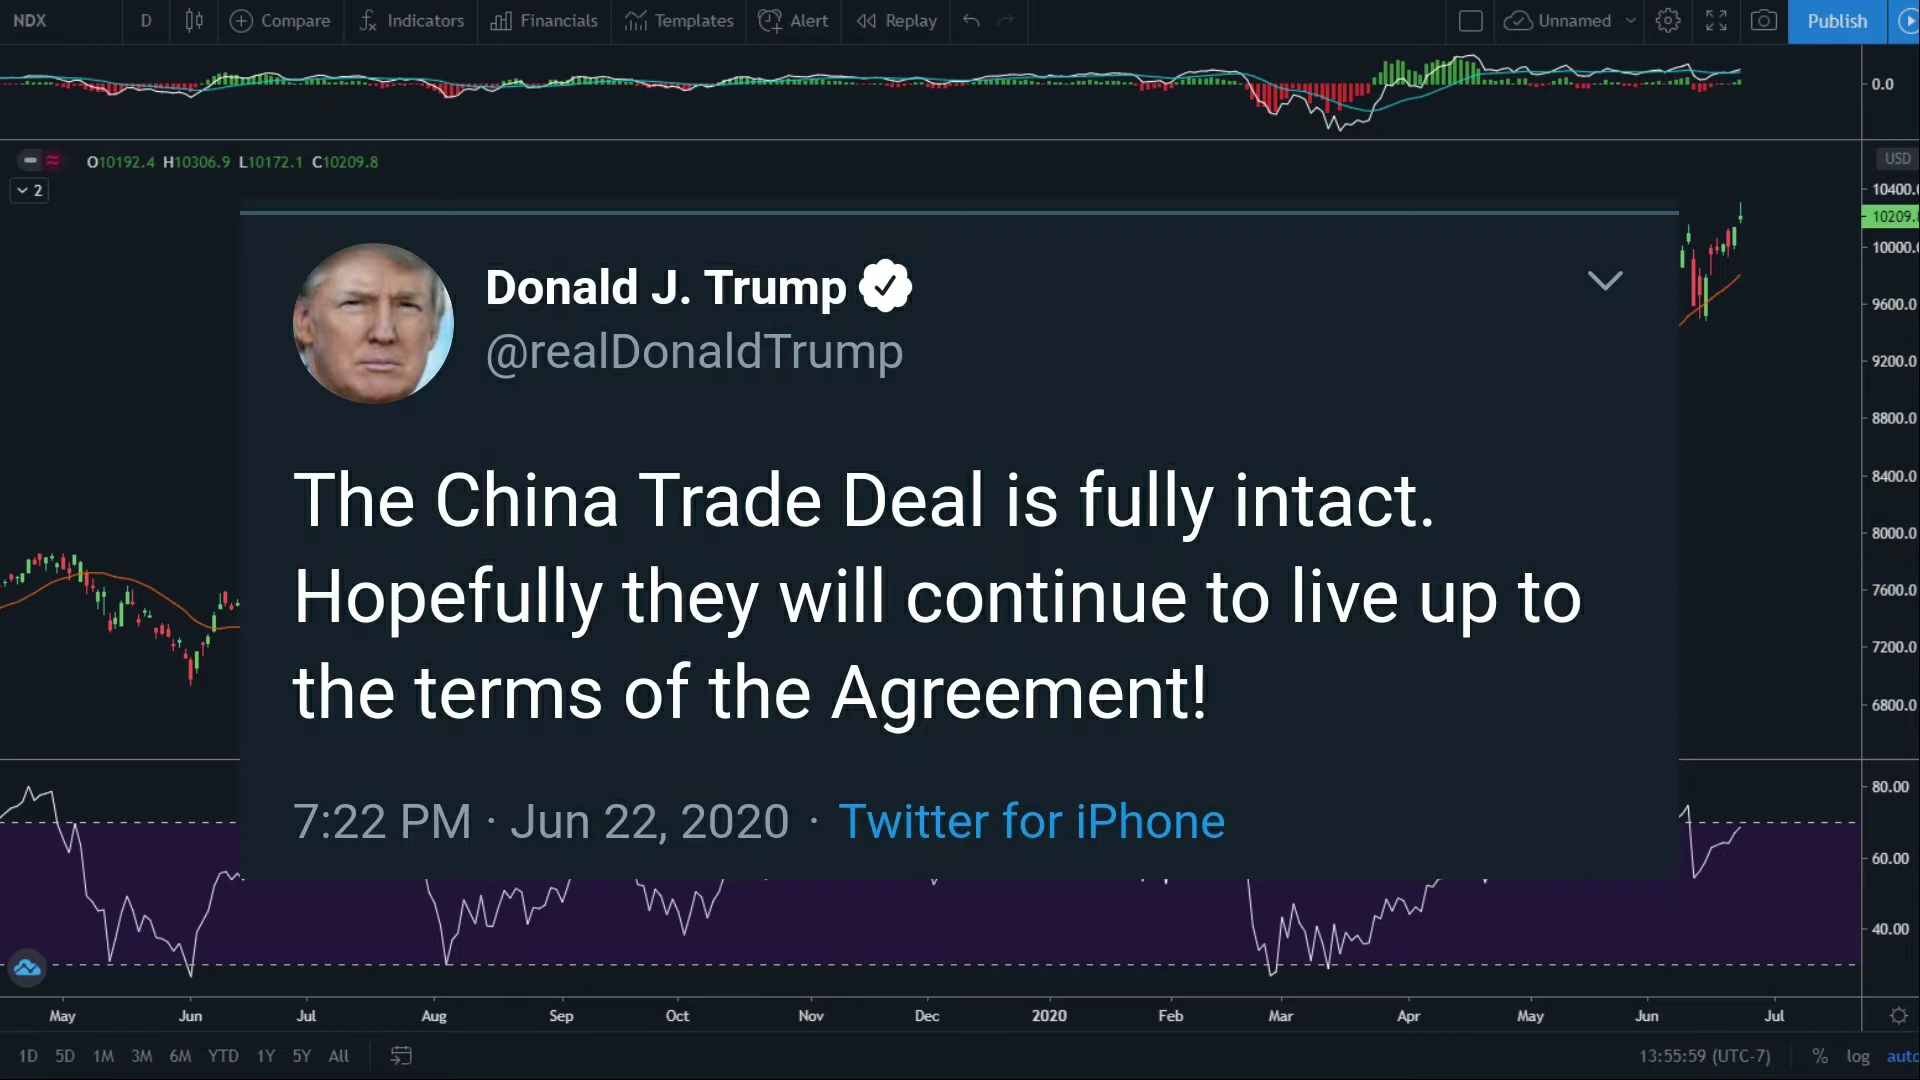 NDX D Compare Indicators Financials Templates Alert Replay Unnamed Publish
0.0
O10192.4 H10306.9 L10172.1 C10209.8
USD
2
10400.
10209.
10000.
9600.0
9200.0
8800.0
8400.0
8000.0
7600.0
7200.0
6800.0
Donald J. Trump
@realDonaldTrump
The China Trade Deal is fully intact.
Hopefully they will continue to live up to
the terms of the Agreement!
7:22 PM · Jun 22, 2020 · Twitter for iPhone
80.00
60.00
40.00
May Jun Jul Aug Sep Oct Nov Dec 2020 Feb Mar Apr May Jun Jul
1D 5D 1M 3M 6M YTD 1Y 5Y All 13:55:59 (UTC-7) % log auto